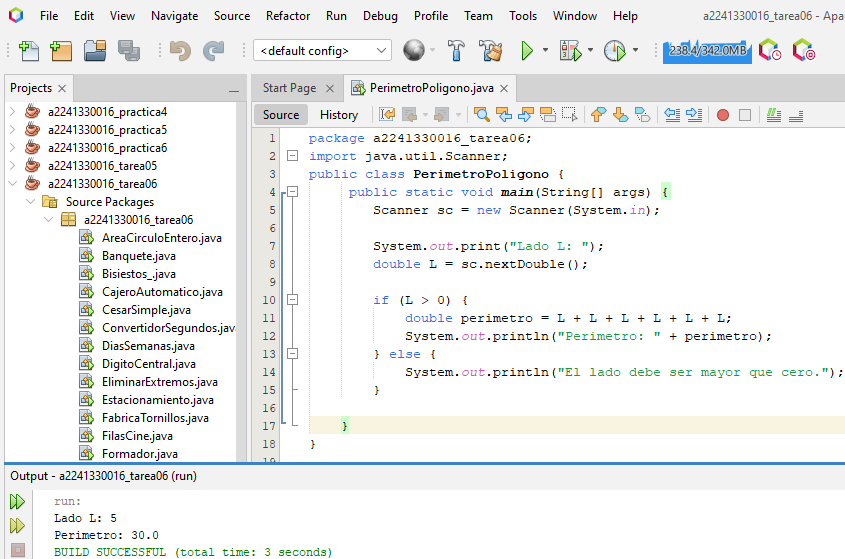 File Edit View Navigate Source Refactor Run Debug Profile Team Tools Window Help a2241330016_tarea06 - Apa
<default config> 238.4/342.0MB
Projects Start Page PerimetroPoligono.java
Source History
a2241330016_practica4
a2241330016_practica5
a2241330016_practica6
a2241330016_tarea05
a2241330016_tarea06
Source Packages
a2241330016_tarea06
AreaCirculoEntero.java
Banquete.java
Bisiestos_.java
CajeroAutomatico.java
CesarSimple.java
ConvertidorSegundos.java
DiasSemanas.java
DigitoCentral.java
EliminarExtremos.java
Estacionamiento.java
FabricaTornillos.java
FilasCine.java
Formador.java
1 package a2241330016_tarea06;
2 import java.util.Scanner;
3 public class PerimetroPoligono {
4 public static void main(String[] args) {
5 Scanner sc = new Scanner(System.in);
6
7 System.out.print("Lado L: ");
8 double L = sc.nextDouble();
9
10 if (L > 0) {
11 double perimetro = L + L + L + L + L + L;
12 System.out.println("Perimetro: " + perimetro);
13 } else {
14 System.out.println("El lado debe ser mayor que cero.");
15 }
16
17 }
18 }
19
Output - a2241330016_tarea06 (run)
run:
Lado L: 5
Perimetro: 30.0
BUILD SUCCESSFUL (total time: 3 seconds)